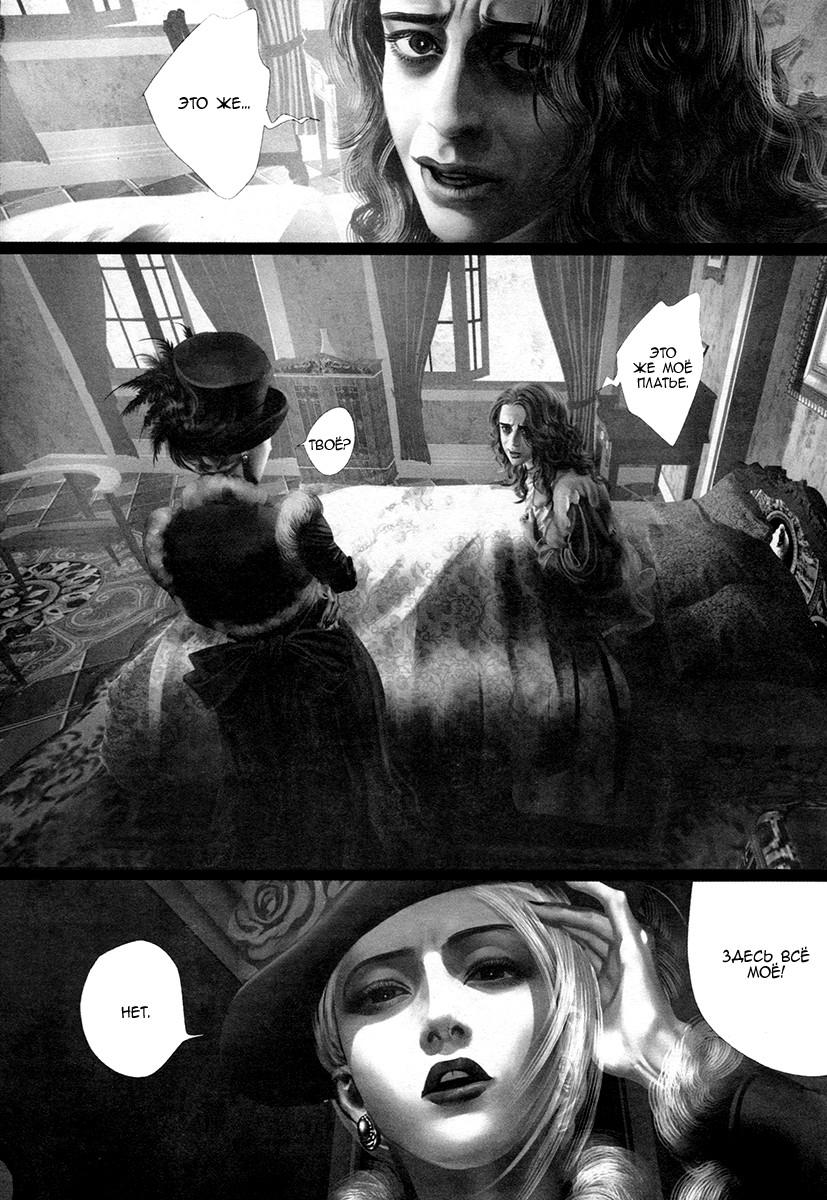 ЭТО ЖЕ...
ЭТО
ЖЕ МОЁ
ПЛАТЬЕ.
ТВОЁ?
НЕТ.
ЗДЕСЬ ВСЁ
МОЁ!